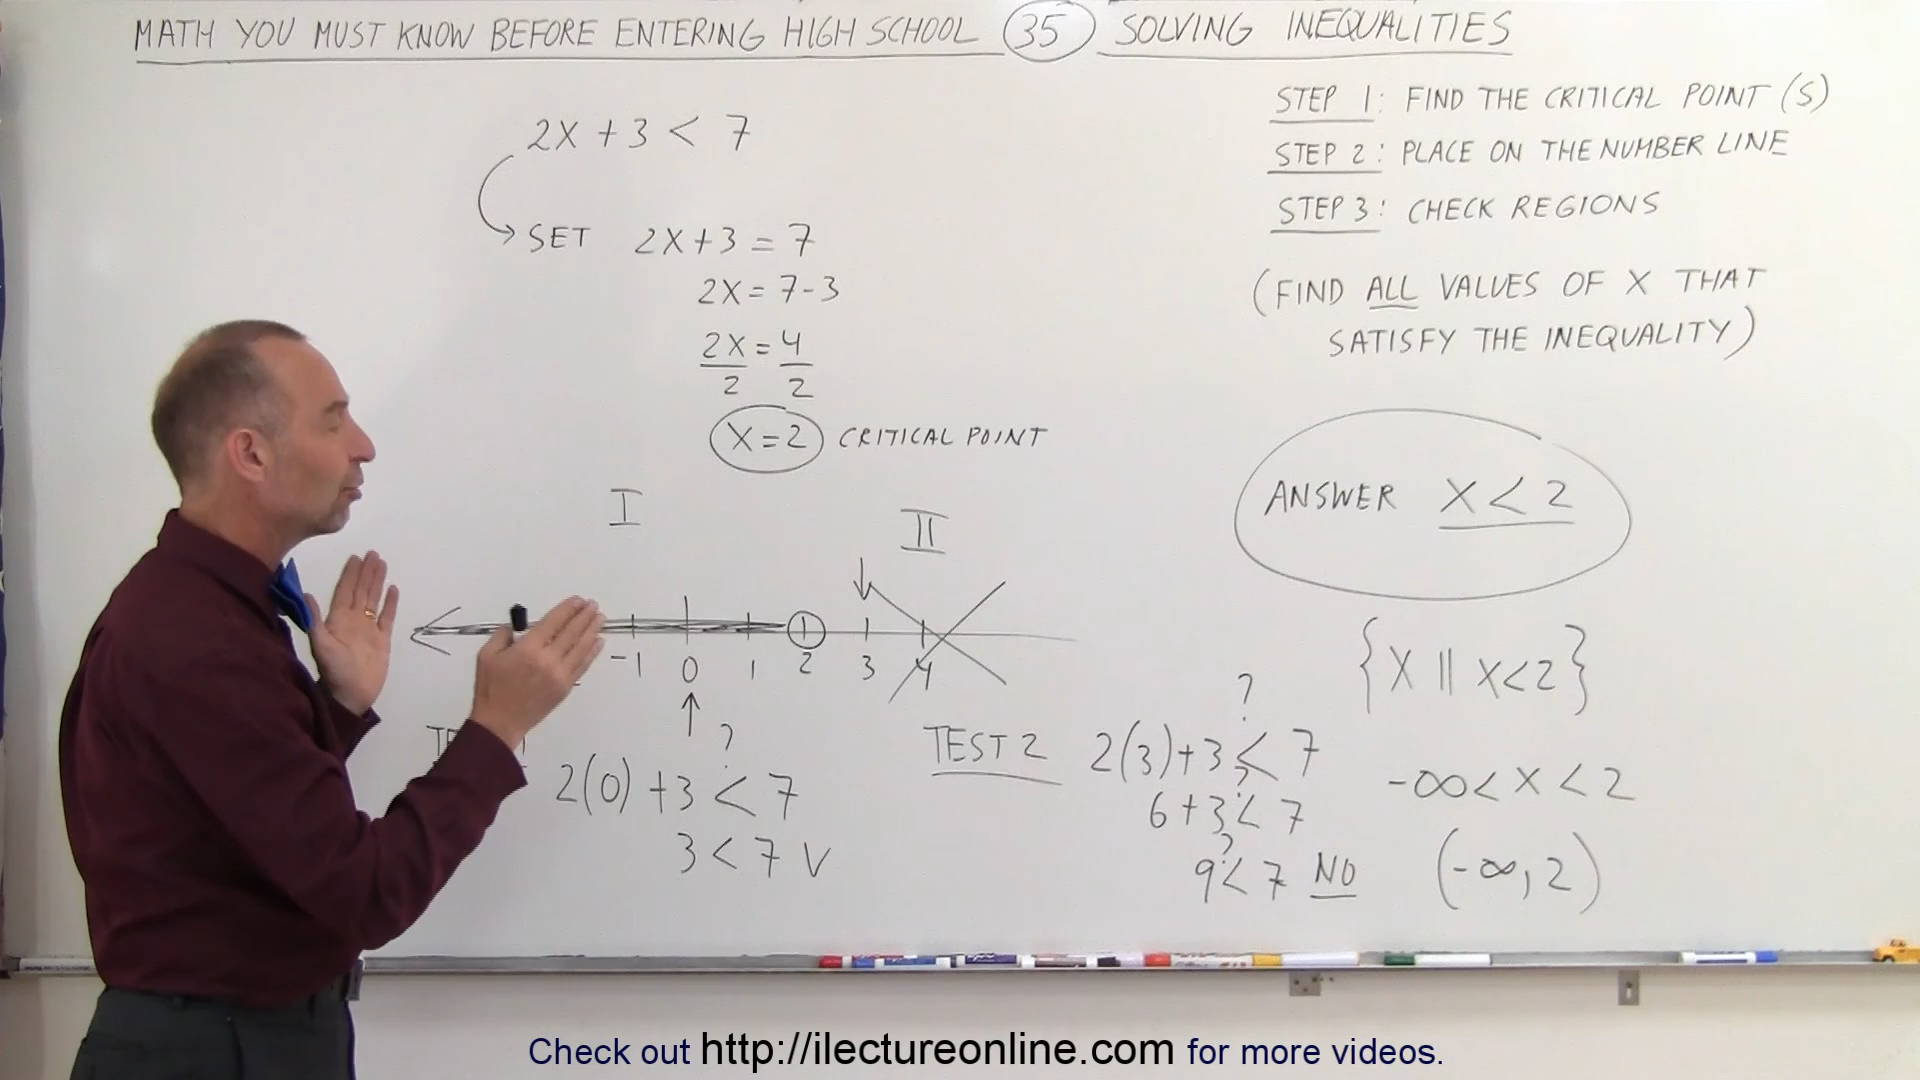 MATH YOU MUST KNOW BEFORE ENTERING HIGH SCHOOL 35 SOLVING INEQUALITIES
2X + 3 < 7
SET 2X+3 = 7
2X = 7-3
2X = 4
2 2
X = 2 CRITICAL POINT
I
II
-1 0 1 2 3 4
?
2(0) + 3 < 7
3 < 7 V
STEP 1: FIND THE CRITICAL POINT (S)
STEP 2: PLACE ON THE NUMBER LINE
STEP 3: CHECK REGIONS
(FIND ALL VALUES OF X THAT
SATISFY THE INEQUALITY)
ANSWER X < 2
{X || X<2}
-∞ < X < 2
(-∞, 2)
?
TEST 2 2(3)+3 < 7
?
6+3 < 7
?
9 < 7 NO
Check out http://ilectureonline.com for more videos.